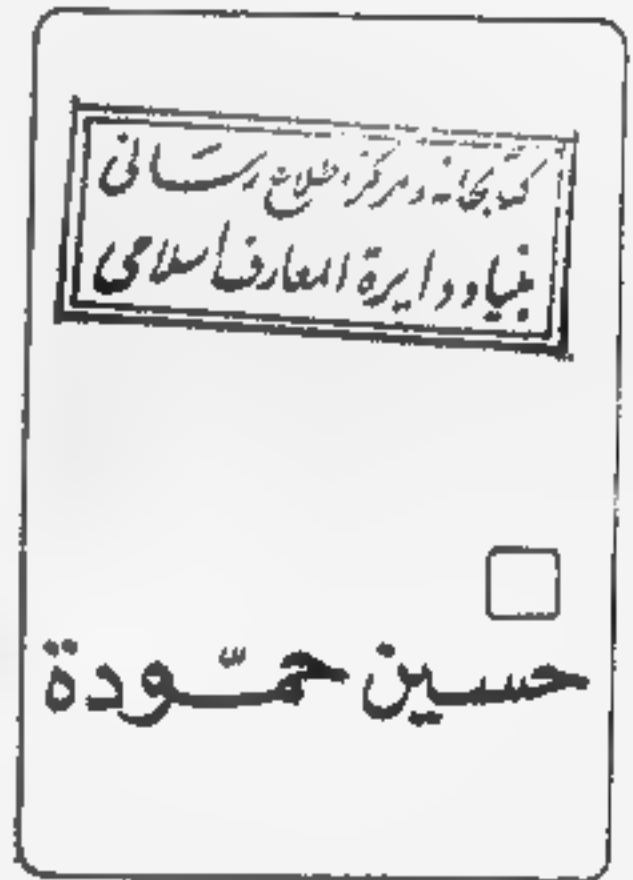 کتابخانه و مرکز اطلاع رسانی
بنیاد دایرة المعارف اسلامی
حسين حمّودة